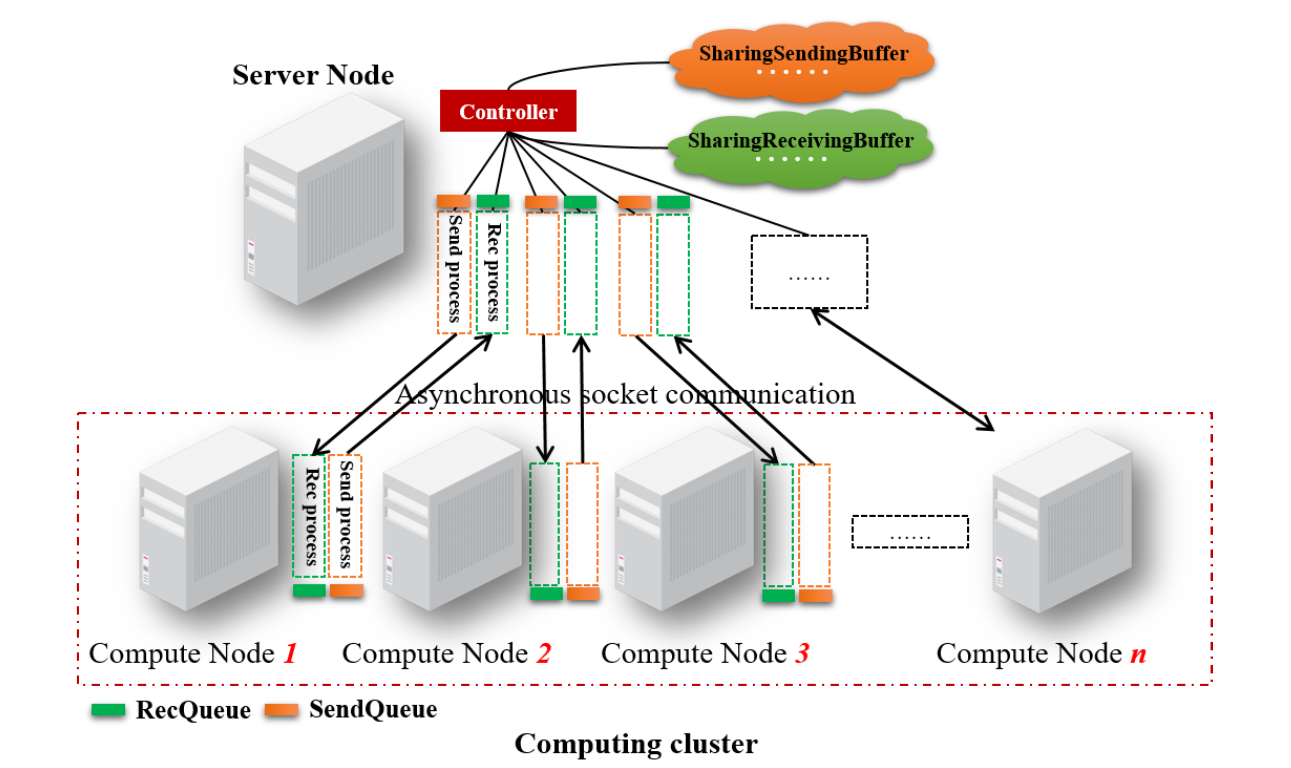 SharingSendingBuffer
......
Server Node
Controller
SharingReceivingBuffer
......
Send process
Rec process
......
Asynchronous socket communication
Rec process
Send process
......
Compute Node 1
Compute Node 2
Compute Node 3
Compute Node n
RecQueue
SendQueue
Computing cluster